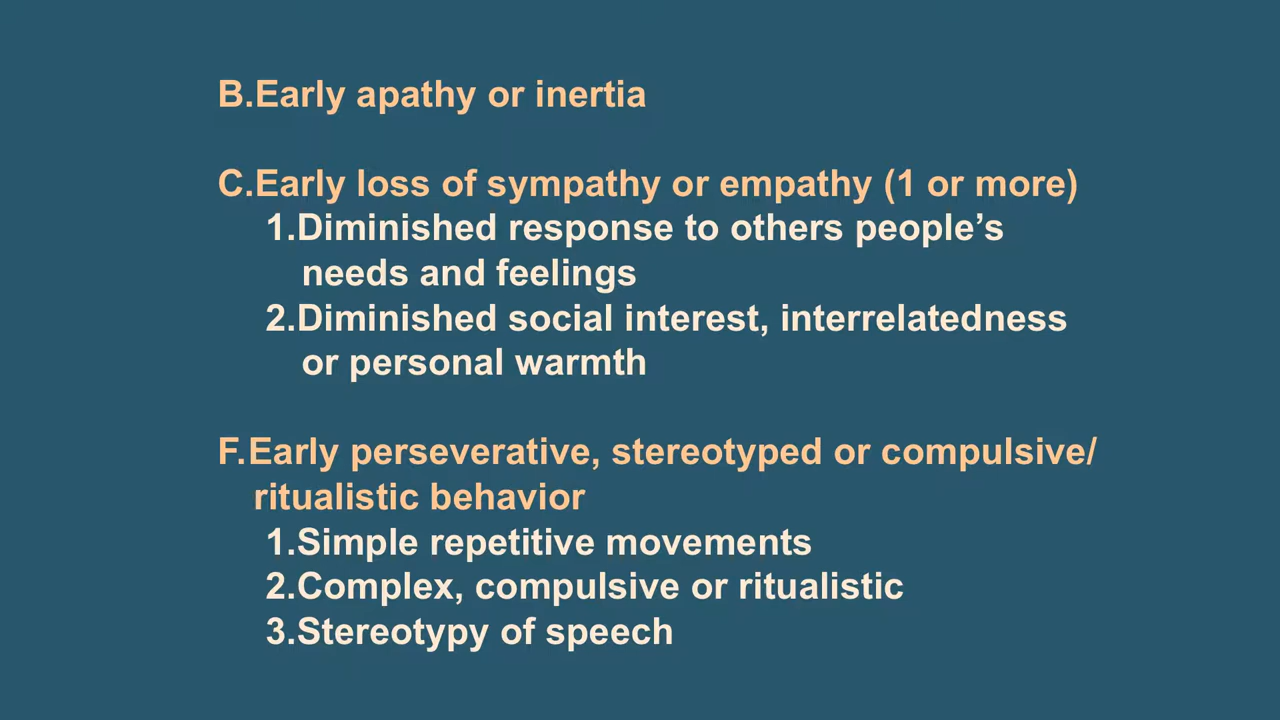 B.Early apathy or inertia
C.Early loss of sympathy or empathy (1 or more)
1.Diminished response to others people’s
needs and feelings
2.Diminished social interest, interrelatedness
or personal warmth
F.Early perseverative, stereotyped or compulsive/
ritualistic behavior
1.Simple repetitive movements
2.Complex, compulsive or ritualistic
3.Stereotypy of speech